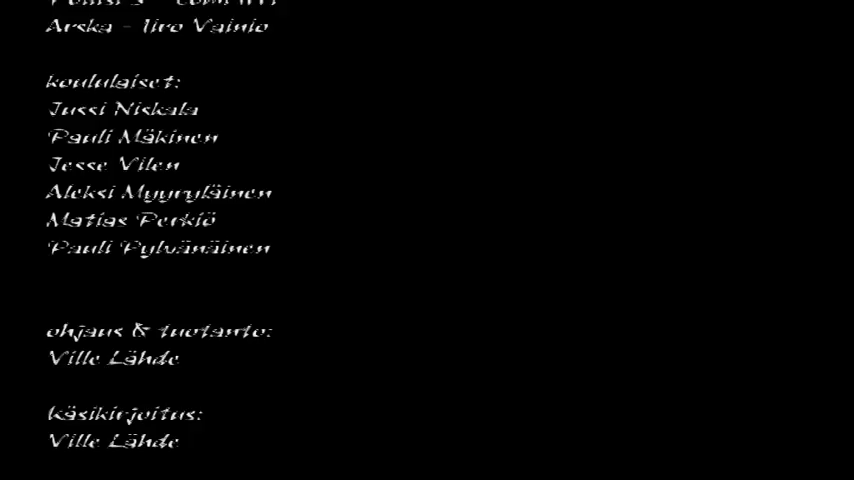 Arska - Iiro Vainio
koululaiset:
Jussi Niskala
Pauli Mäkinen
Jesse Vilen
Aleksi Myyryläinen
Matias Perkiö
Pauli Pylvänäinen
ohjaus & tuotanto:
Ville Lähde
käsikirjoitus:
Ville Lähde